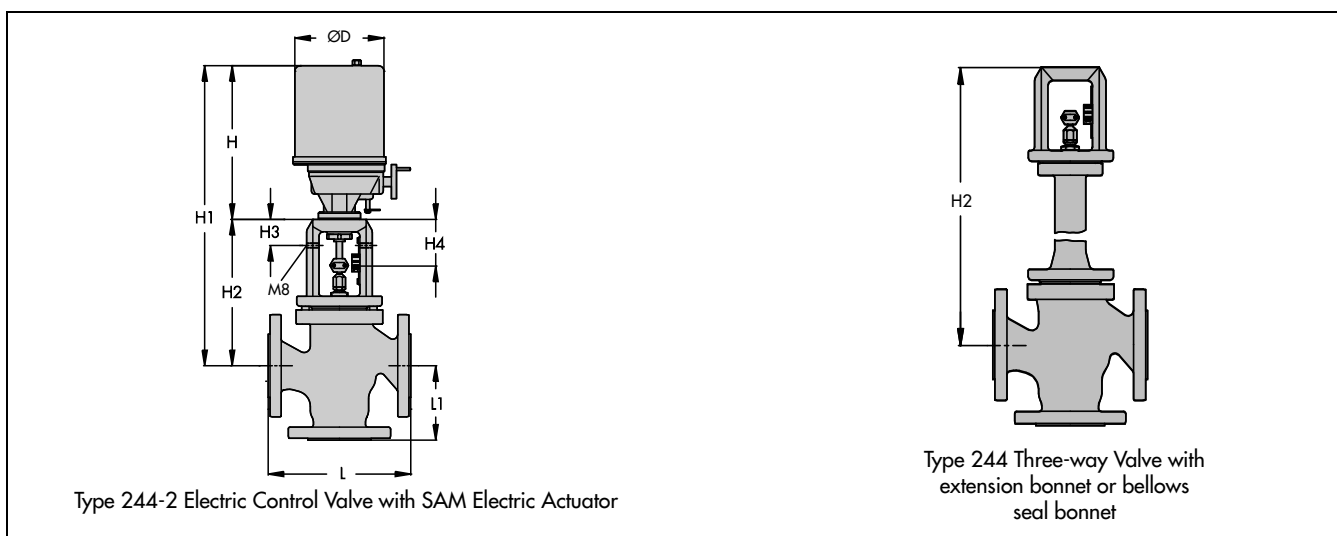 ØD
H
H1
H3
H4
M8
H2
L1
L
Type 244-2 Electric Control Valve with SAM Electric Actuator
H2
Type 244 Three-way Valve with
extension bonnet or bellows
seal bonnet